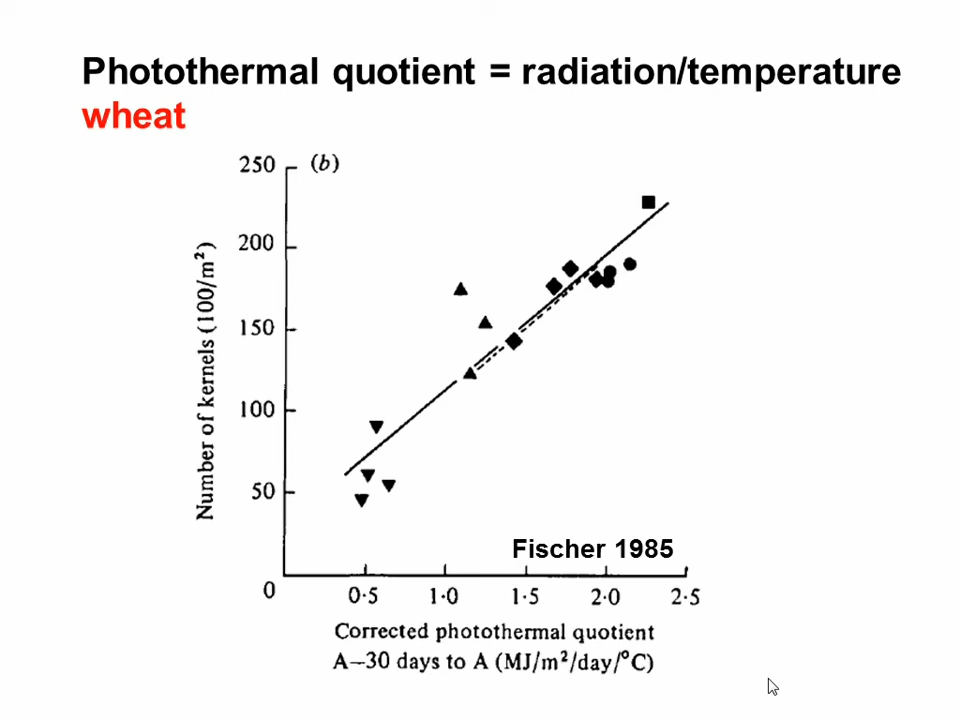 Photothermal quotient = radiation/temperature
wheat
(b)
250
200
150
100
50
0
Number of kernels (100/m²)
Fischer 1985
0·5 1·0 1·5 2·0 2·5
Corrected photothermal quotient
A—30 days to A (MJ/m²/day/°C)